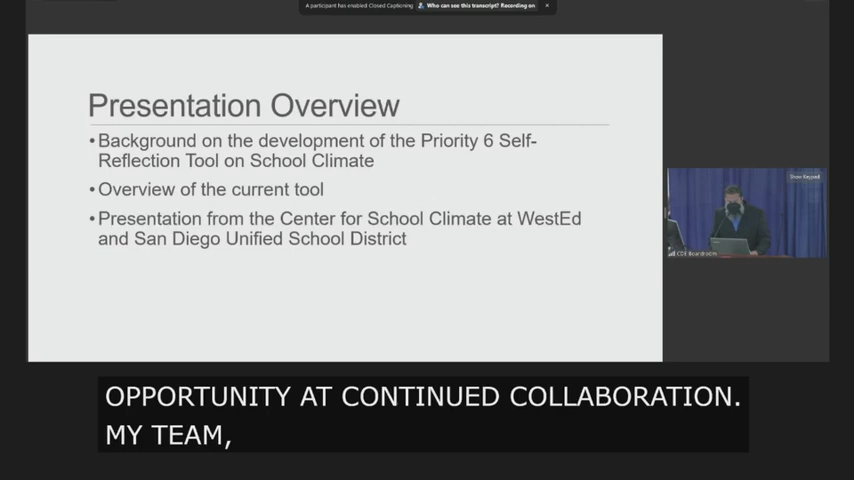 A participant has enabled Closed Captioning
Who can see this transcript? Recording on
Presentation Overview
•Background on the development of the Priority 6 Self-
Reflection Tool on School Climate
•Overview of the current tool
•Presentation from the Center for School Climate at WestEd
and San Diego Unified School District
CDE Boardroom
OPPORTUNITY AT CONTINUED COLLABORATION.
MY TEAM,